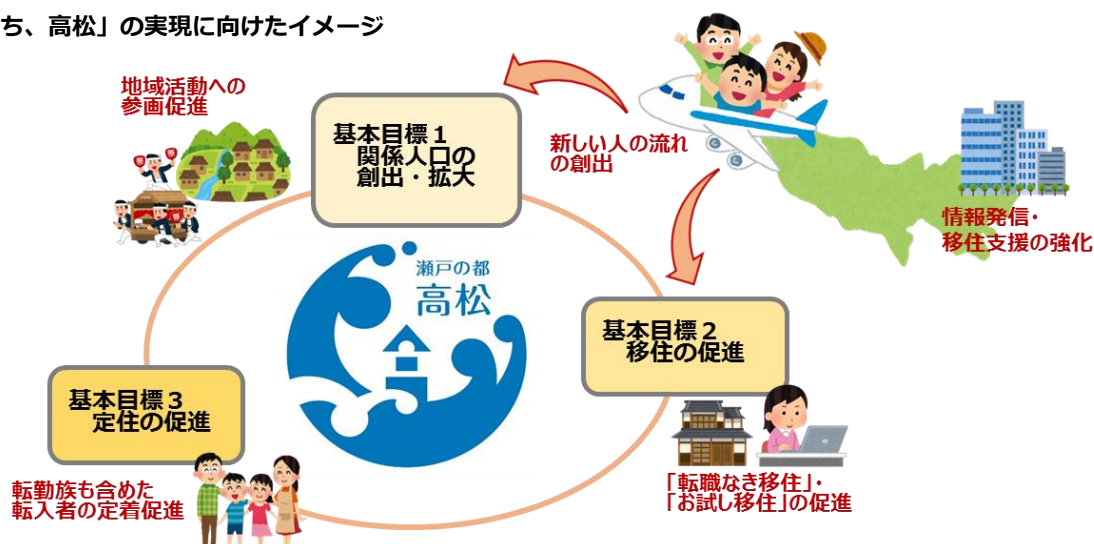 ち、高松」の実現に向けたイメージ
地域活動への
参画促進
基本目標１
関係人口の
創出・拡大
新しい人の流れ
の創出
情報発信・
移住支援の強化
瀬戸の都
高松
基本目標２
移住の促進
基本目標３
定住の促進
「転職なき移住」・
「お試し移住」の促進
転勤族も含めた
転入者の定着促進